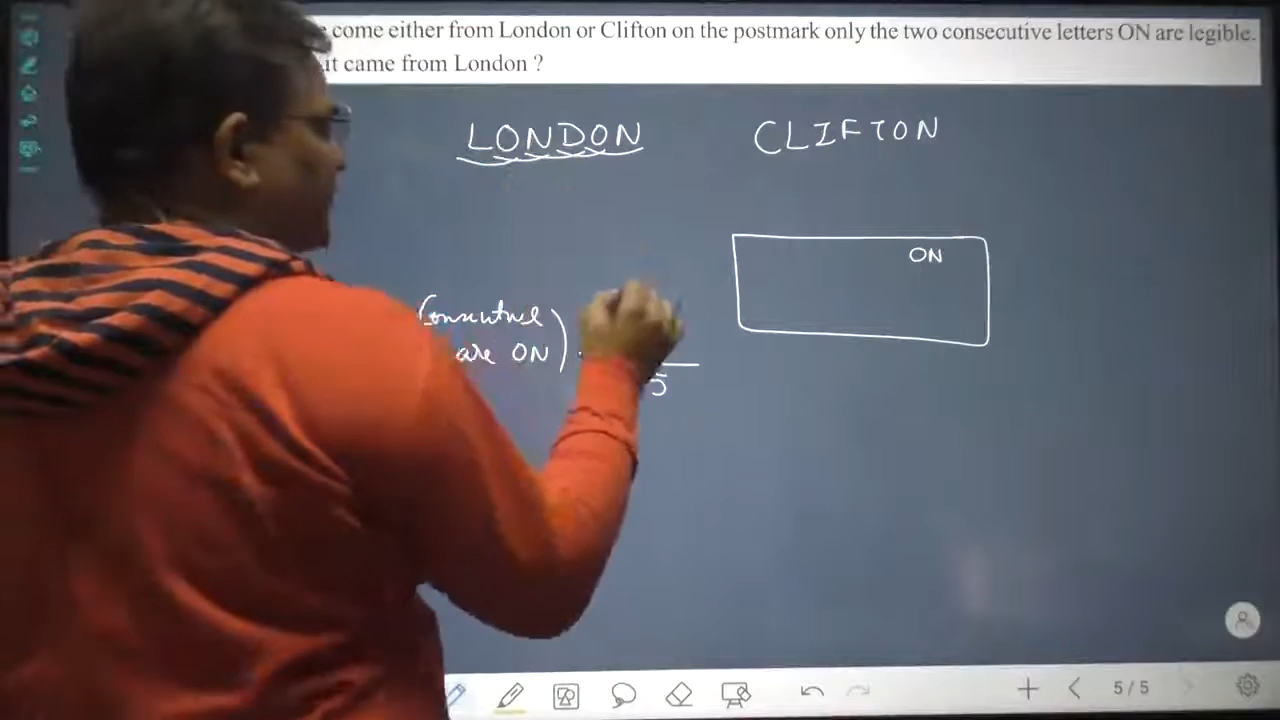 come either from London or Clifton on the postmark only the two consecutive letters ON are legible.
it came from London ?
LONDON CLIFTON
ON
Consecutive
are ON)
5
5 / 5